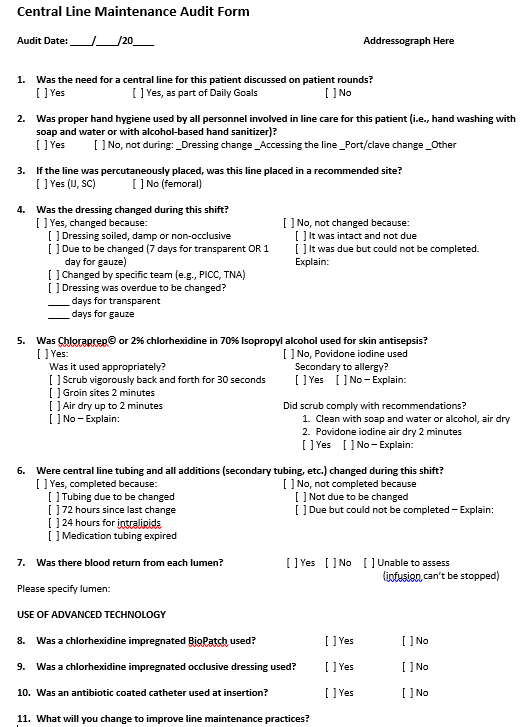 Central Line Maintenance Audit Form
Audit Date: ____/____/20____ Addressograph Here
1. Was the need for a central line for this patient discussed on patient rounds?
[ ] Yes [ ] Yes, as part of Daily Goals [ ] No
2. Was proper hand hygiene used by all personnel involved in line care for this patient (i.e., hand washing with
soap and water or with alcohol-based hand sanitizer)?
[ ] Yes [ ] No, not during: _Dressing change _Accessing the line _Port/clave change _Other
3. If the line was percutaneously placed, was this line placed in a recommended site?
[ ] Yes (IJ, SC) [ ] No (femoral)
4. Was the dressing changed during this shift?
[ ] Yes, changed because: [ ] No, not changed because:
[ ] Dressing soiled, damp or non-occlusive [ ] It was intact and not due
[ ] Due to be changed (7 days for transparent OR 1 [ ] It was due but could not be completed.
day for gauze) Explain:
[ ] Changed by specific team (e.g., PICC, TNA)
[ ] Dressing was overdue to be changed?
____ days for transparent
____ days for gauze
5. Was Chloraprep© or 2% chlorhexidine in 70% Isopropyl alcohol used for skin antisepsis?
[ ] Yes: [ ] No, Povidone iodine used
Was it used appropriately? Secondary to allergy?
[ ] Scrub vigorously back and forth for 30 seconds [ ] Yes [ ] No – Explain:
[ ] Groin sites 2 minutes
[ ] Air dry up to 2 minutes Did scrub comply with recommendations?
[ ] No – Explain: 1. Clean with soap and water or alcohol, air dry
2. Povidone iodine air dry 2 minutes
[ ] Yes [ ] No – Explain:
6. Were central line tubing and all additions (secondary tubing, etc.) changed during this shift?
[ ] Yes, completed because: [ ] No, not completed because
[ ] Tubing due to be changed [ ] Not due to be changed
[ ] 72 hours since last change [ ] Due but could not be completed – Explain:
[ ] 24 hours for intralipids
[ ] Medication tubing expired
7. Was there blood return from each lumen? [ ] Yes [ ] No [ ] Unable to assess
(infusion can't be stopped)
Please specify lumen:
USE OF ADVANCED TECHNOLOGY
8. Was a chlorhexidine impregnated BioPatch used? [ ] Yes [ ] No
9. Was a chlorhexidine impregnated occlusive dressing used? [ ] Yes [ ] No
10. Was an antibiotic coated catheter used at insertion? [ ] Yes [ ] No
11. What will you change to improve line maintenance practices?